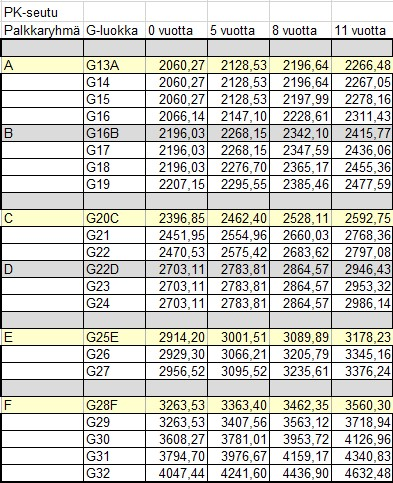 PK-seutu
Palkkaryhmä G-luokka 0 vuotta 5 vuotta 8 vuotta 11 vuotta
A G13A 2060,27 2128,53 2196,64 2266,48
G14 2060,27 2128,53 2196,64 2267,05
G15 2060,27 2128,53 2197,99 2278,16
G16 2066,14 2147,10 2228,61 2311,43
B G16B 2196,03 2268,15 2342,10 2415,77
G17 2196,03 2268,15 2347,59 2436,06
G18 2196,03 2276,70 2365,17 2455,36
G19 2207,15 2295,55 2385,46 2477,59
C G20C 2396,85 2462,40 2528,11 2592,75
G21 2451,95 2554,96 2660,03 2768,36
G22 2470,53 2575,42 2683,62 2797,08
D G22D 2703,11 2783,81 2864,57 2946,43
G23 2703,11 2783,81 2864,57 2953,32
G24 2703,11 2783,81 2864,57 2986,14
E G25E 2914,20 3001,51 3089,89 3178,23
G26 2929,30 3066,21 3205,79 3345,16
G27 2956,52 3095,52 3235,61 3376,24
F G28F 3263,53 3363,40 3462,35 3560,30
G29 3263,53 3407,56 3563,12 3718,94
G30 3608,27 3781,01 3953,72 4126,96
G31 3794,70 3976,67 4159,17 4340,83
G32 4047,44 4241,60 4436,90 4632,48